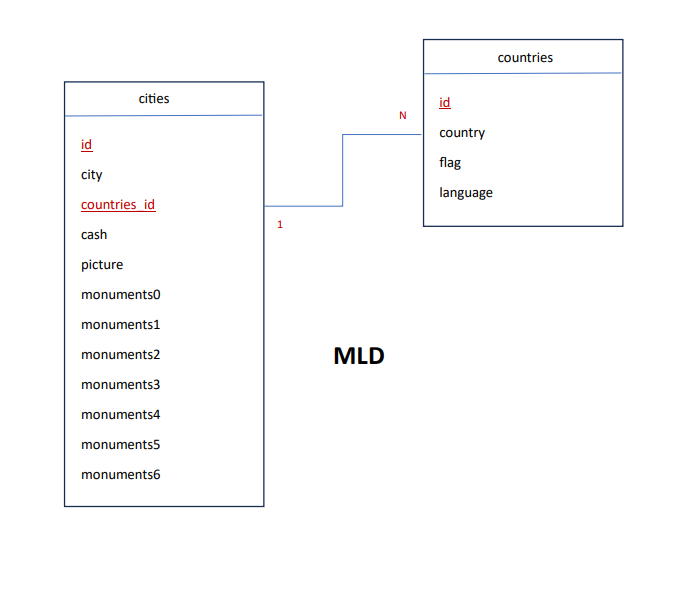 cities
id
city
countries_id
cash
picture
monuments0
monuments1
monuments2
monuments3
monuments4
monuments5
monuments6
1
N
countries
id
country
flag
language
MLD